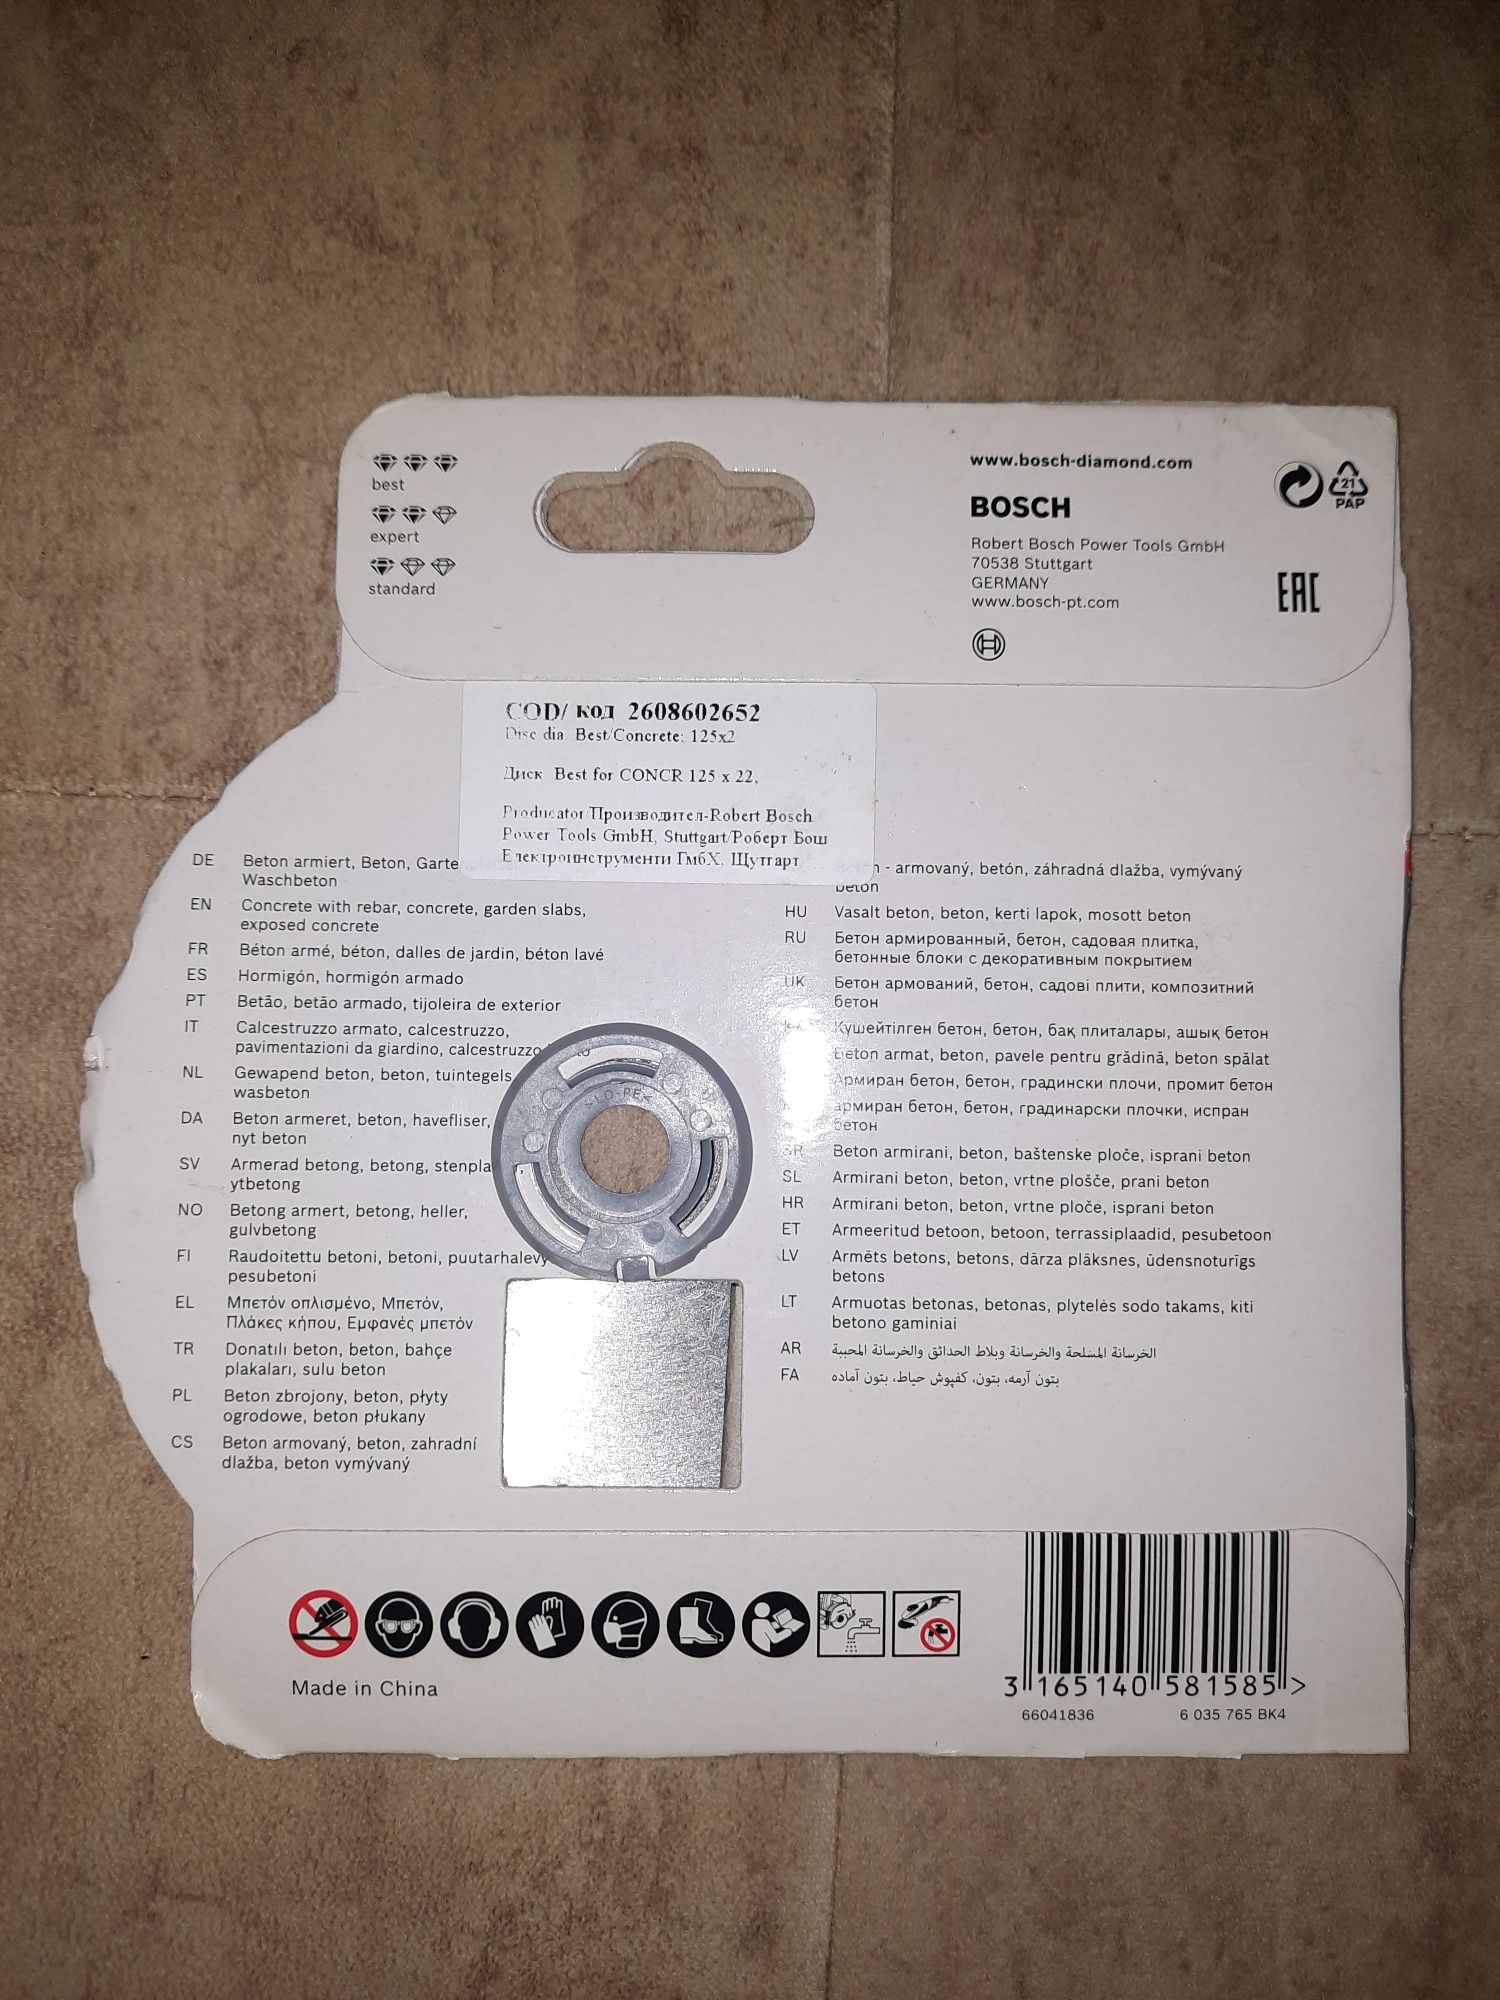 best
expert
standard
www.bosch-diamond.com
BOSCH
Robert Bosch Power Tools GmbH
70538 Stuttgart
GERMANY
www.bosch-pt.com
21
PAP
EAC
COD/ код 2608602652
Disc dia. Best/Concrete; 125x2
Диск Best for CONCR 125 x 22,
Producator/Производител-Robert Bosch
Power Tools GmbH, Stuttgart/Роберт Бош
Електроинструменти ГмбХ, Щутгарт
DE Beton armiert, Beton,
Waschbeton
EN Concrete with rebar, concrete, garden slabs,
exposed concrete
FR Béton armé, béton, dalles de jardin, béton lavé
ES Hormigón, hormigón armado
PT Betão, betão armado, tijoleira de exterior
IT Calcestruzzo armato, calcestruzzo,
pavimentazioni da giardino, calcestruzzo
NL Gewapend beton, beton, tuintegels
wasbeton
DA Beton armeret, beton, havefliser,
nyt beton
SV Armerad betong, betong,
ytbetong
NO Betong armert, betong, heller,
gulvbetong
FI Raudoitettu betoni, betoni,
pesubetoni
EL Μπετόν οπλισμένο, Μπετόν,
Πλάκες κήπου, Εμφανές μπετόν
TR Donatılı beton, beton, bahçe
plakaları, sulu beton
PL Beton zbrojony, beton, płyty
ogrodowe, beton płukany
CS Beton armovaný, beton, zahradní
dlažba, beton vymývaný
- armovaný, betón, záhradná dlažba, vymývaný
betón
HU Vasalt beton, beton, kerti lapok, mosott beton
RU Бетон армированный, бетон, садовая плитка,
бетонные блоки с декоративным покрытием
UK Бетон армований, бетон, садові плити, композитний
бетон
Күшейтілген бетон, бетон, бақ плиталары, ашық бетон
Beton armat, beton, pavele pentru grădină, beton spălat
Армиран бетон, бетон, градински плочи, промит бетон
армиран бетон, бетон, градинарски плочки, испран
бетон
SR Beton armirani, beton, baštenske ploče, isprani beton
SL Armirani beton, beton, vrtne plošče, prani beton
HR Armirani beton, beton, vrtne ploče, isprani beton
ET Armeeritud betoon, betoon, terrassiplaadid, pesubetoon
LV Armēts betons, betons, dārza plāksnes, ūdensnoturīgs
betons
LT Armuotas betonas, betonas, plytelės sodo takams, kiti
betono gaminiai
AR الخرسانة المسلحة والخرسانة وبلاط الحدائق والخرسانة المحببة
FA بتون آرمه، بتون، کفپوش حیاط، بتون آماده
>LD-PE<
Made in China
3 165140 581585 >
66041836 6 035 765 BK4